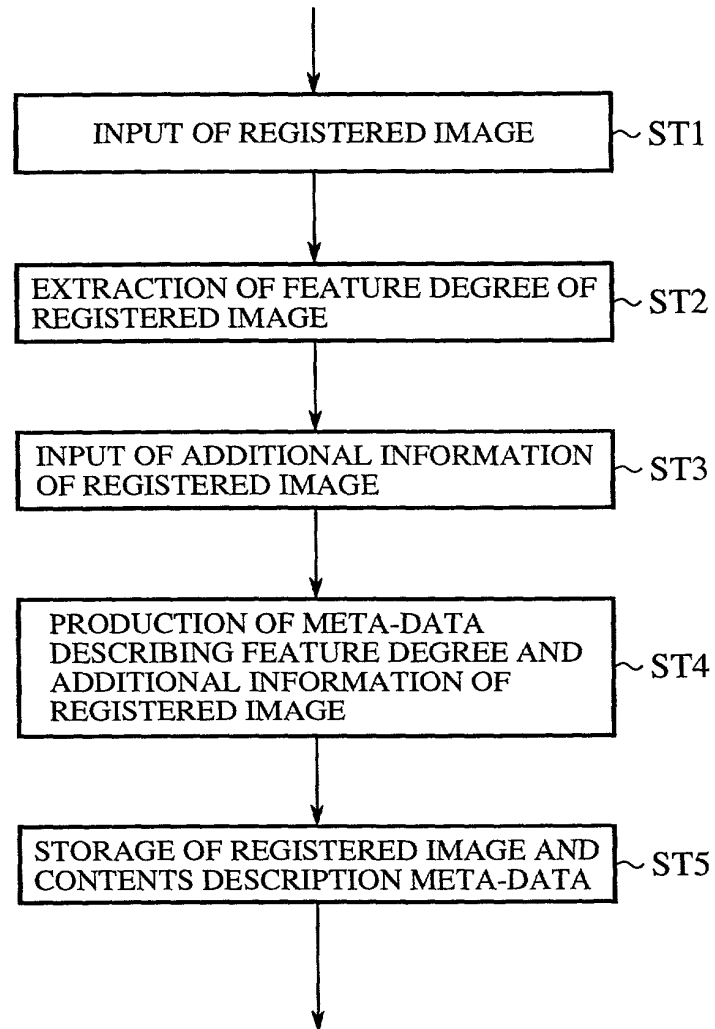 INPUT OF REGISTERED IMAGE
ST1
EXTRACTION OF FEATURE DEGREE OF
REGISTERED IMAGE
ST2
INPUT OF ADDITIONAL INFORMATION
OF REGISTERED IMAGE
ST3
PRODUCTION OF META-DATA
DESCRIBING FEATURE DEGREE AND
ADDITIONAL INFORMATION OF
REGISTERED IMAGE
ST4
STORAGE OF REGISTERED IMAGE AND
CONTENTS DESCRIPTION META-DATA
ST5